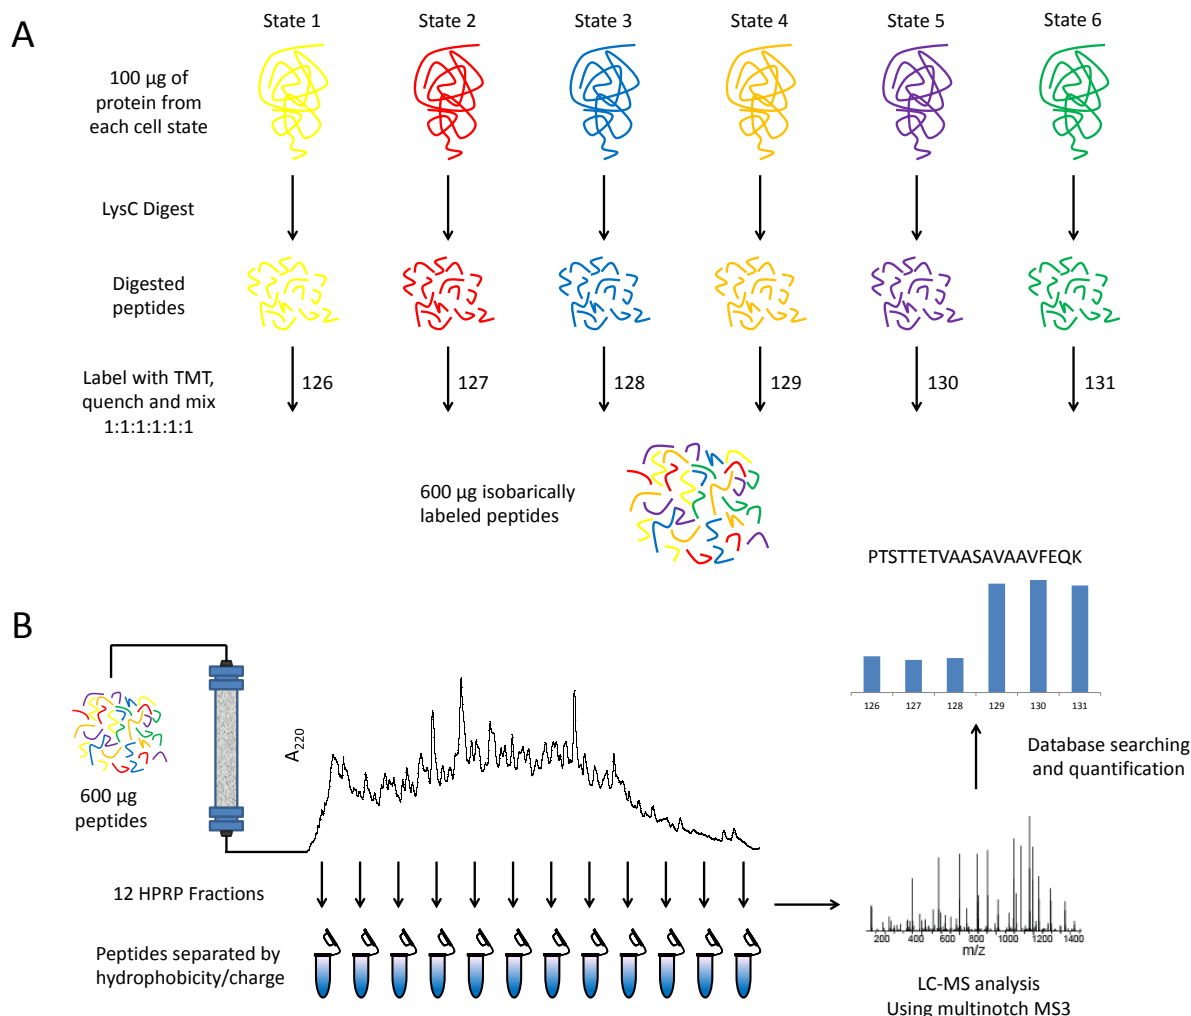 A
State 1 State 2 State 3 State 4 State 5 State 6
100 µg of
protein from
each cell state
LysC Digest
Digested
peptides
Label with TMT,
quench and mix
1:1:1:1:1:1
126 127 128 129 130 131
600 µg isobarically
labeled peptides
PTSTTETVAASAVAAVFEQK
126 127 128 129 130 131
Database searching
and quantification
B
600 µg
peptides
A220
12 HPRP Fractions
Peptides separated by
hydrophobicity/charge
200 400 600 800 1000 1200 1400
m/z
LC-MS analysis
Using multinotch MS3